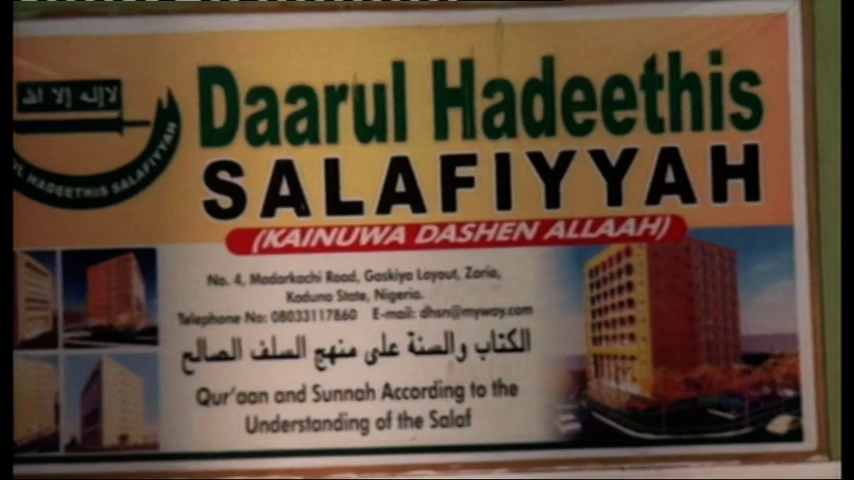 لا إله إلا الله
UL HADEETHIS SALAFIYYAH
Daarul Hadeethis
SALAFIYYAH
(KAINUWA DASHEN ALLAAH)
No. 4, Madarkachi Road, Gaskiya Layout, Zaria,
Kaduna State, Nigeria.
Telephone No: 08033117860 E-mail: dhsn@myway.com
الكتاب والسنة على منهج السلف الصالح
Qur'aan and Sunnah According to the
Understanding of the Salaf